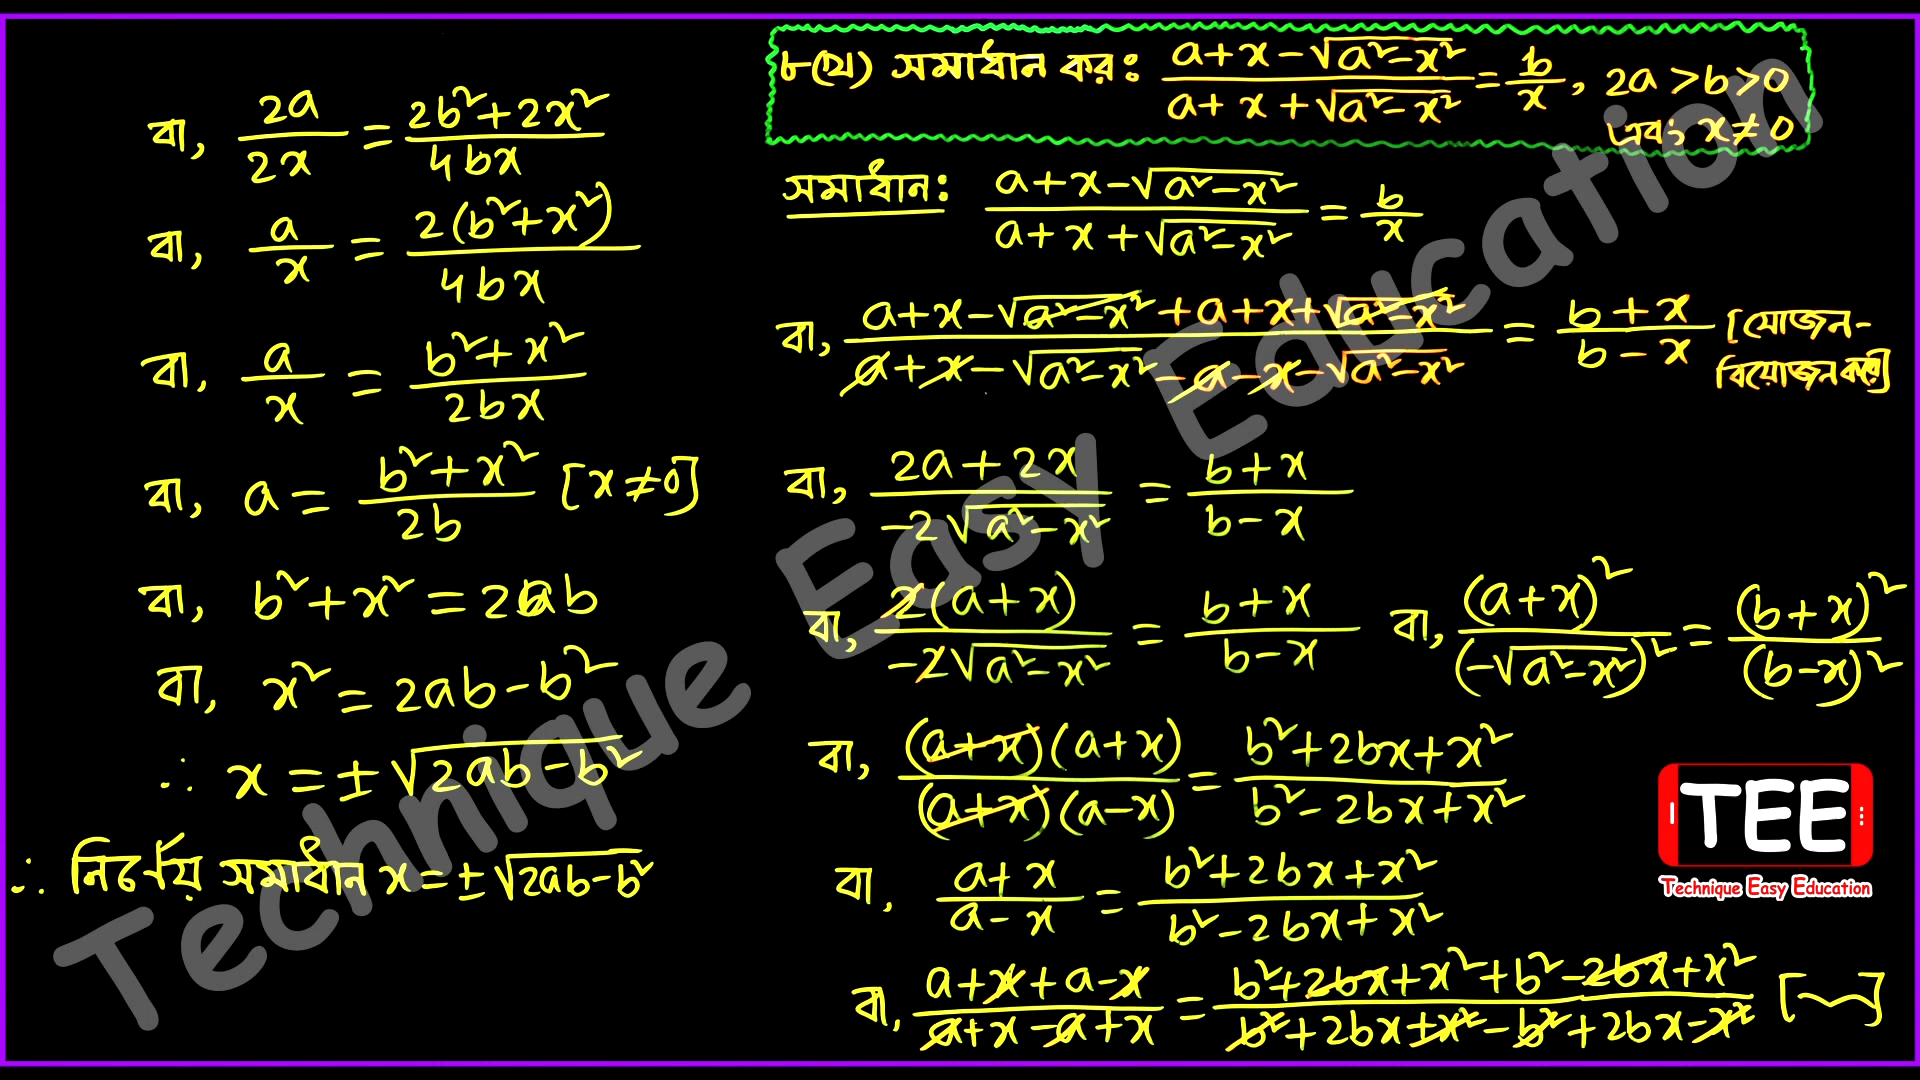 ৮(খ) সমাধান কর: (a+x-√(a²-x²))/(a+x+√(a²-x²)) = b/x, 2a>b>0
এবং x≠0
সমাধান: (a+x-√(a²-x²))/(a+x+√(a²-x²)) = b/x
বা, (a+x-√(a²-x²)+a+x+√(a²-x²))/(a+x-√(a²-x²)-a-x-√(a²-x²)) = (b+x)/(b-x) [যোজন-
বিয়োজন করে]
বা, (2a+2x)/(-2√(a²-x²)) = (b+x)/(b-x)
বা, 2(a+x)/(-2√(a²-x²)) = (b+x)/(b-x)
বা, (a+x)²/(-√(a²-x²))² = (b+x)²/(b-x)²
বা, (a+x)(a+x)/(a+x)(a-x) = (b²+2bx+x²)/(b²-2bx+x²)
বা, (a+x)/(a-x) = (b²+2bx+x²)/(b²-2bx+x²)
বা, (a+x+a-x)/(a+x-a+x) = (b²+2bx+x²+b²-2bx+x²)/(b²+2bx+x²-b²+2bx-x²) [~]
বা, 2a/2x = (2b²+2x²)/4bx
বা, a/x = 2(b²+x²)/4bx
বা, a/x = (b²+x²)/2bx
বা, a = (b²+x²)/2b [x≠0]
বা, b²+x² = 2ab
বা, x² = 2ab-b²
∴ x = ±√(2ab-b²)
∴ নির্ণেয় সমাধান x = ±√(2ab-b²)
TEE
Technique Easy Education
Technique Easy Education